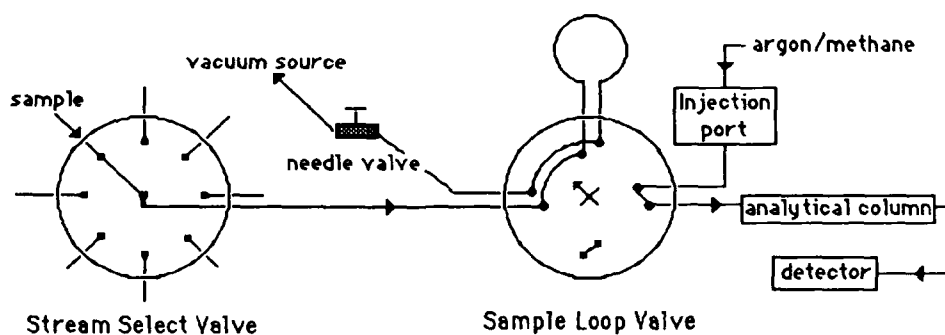 argon/methane
vacuum source
sample
Injection
port
needle valve
analytical column
detector
Stream Select Valve
Sample Loop Valve